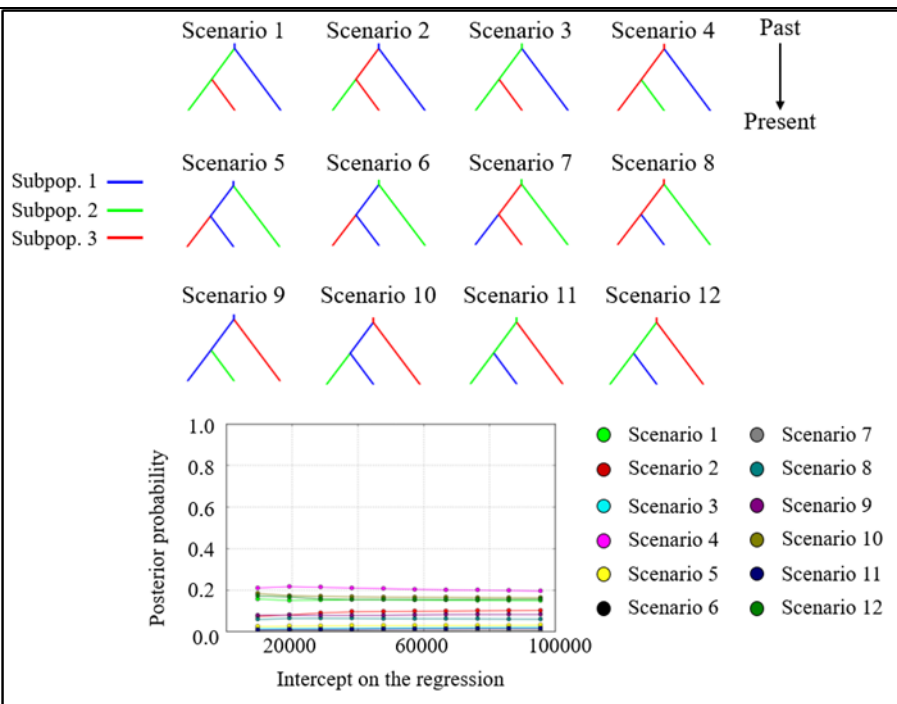 Scenario 1 Scenario 2 Scenario 3 Scenario 4 Past
Present
Scenario 5 Scenario 6 Scenario 7 Scenario 8
Subpop. 1
Subpop. 2
Subpop. 3
Scenario 9 Scenario 10 Scenario 11 Scenario 12
Posterior probability
1.0
0.8
0.6
0.4
0.2
0.0
20000 60000 100000
Intercept on the regression
Scenario 1 Scenario 7
Scenario 2 Scenario 8
Scenario 3 Scenario 9
Scenario 4 Scenario 10
Scenario 5 Scenario 11
Scenario 6 Scenario 12